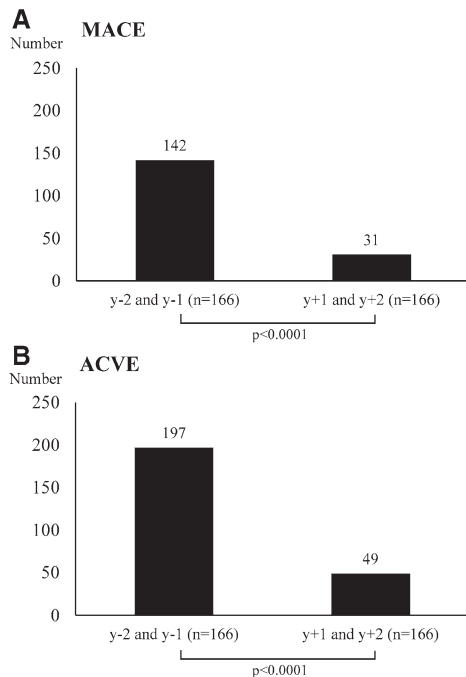 A MACE
Number
250
200
150
100
50
0
142
31
y-2 and y-1 (n=166) y+1 and y+2 (n=166)
p<0.0001
B ACVE
Number
250
200
150
100
50
0
197
49
y-2 and y-1 (n=166) y+1 and y+2 (n=166)
p<0.0001